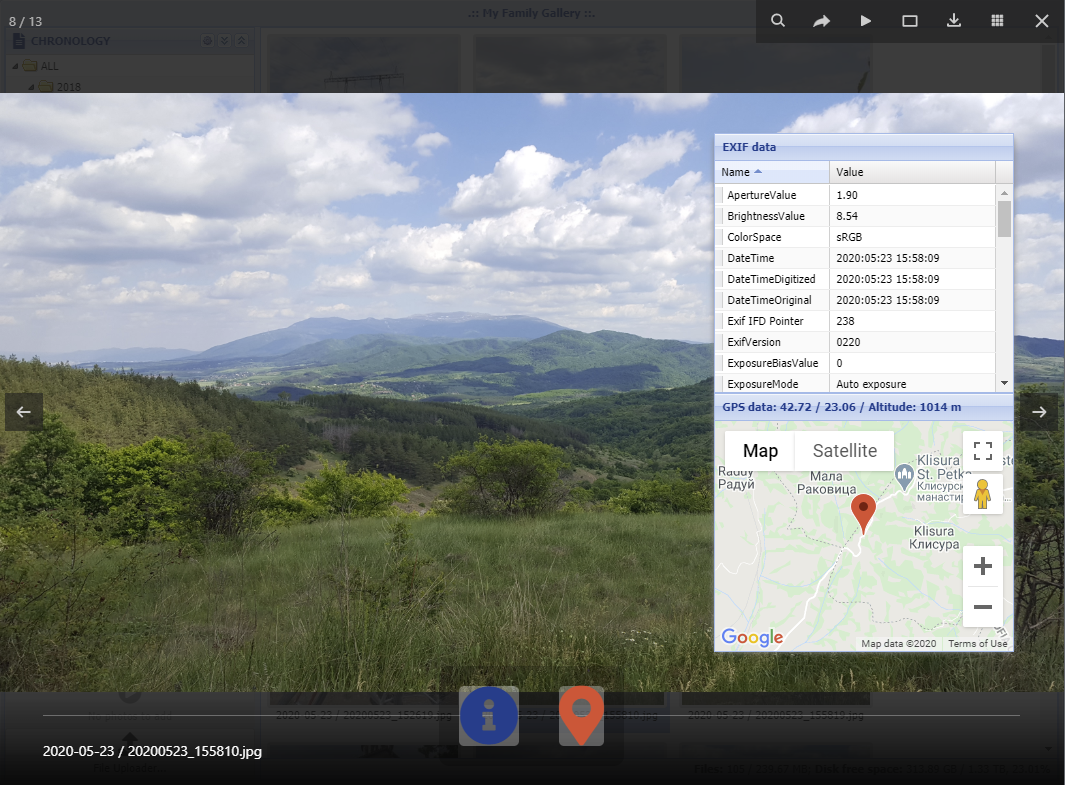 .:: My Family Gallery ::.
8 / 13
CHRONOLOGY
ALL
2018
EXIF data
Name Value
ApertureValue 1.90
BrightnessValue 8.54
ColorSpace sRGB
DateTime 2020:05:23 15:58:09
DateTimeDigitized 2020:05:23 15:58:09
DateTimeOriginal 2020:05:23 15:58:09
Exif IFD Pointer 238
ExifVersion 0220
ExposureBiasValue 0
ExposureMode Auto exposure
GPS data: 42.72 / 23.06 / Altitude: 1014 m
Map Satellite
Klisura
St. Petka
Клисурск
манастир
Raduy
Радуй
Мала
Раковица
Klisura
Клисура
Google
Map data ©2020 Terms of Use
2020-05-23 / 20200523_152619.jpg
2020-05-23 / 20200523_155819.jpg
2020-05-23 / 20200523_155810.jpg